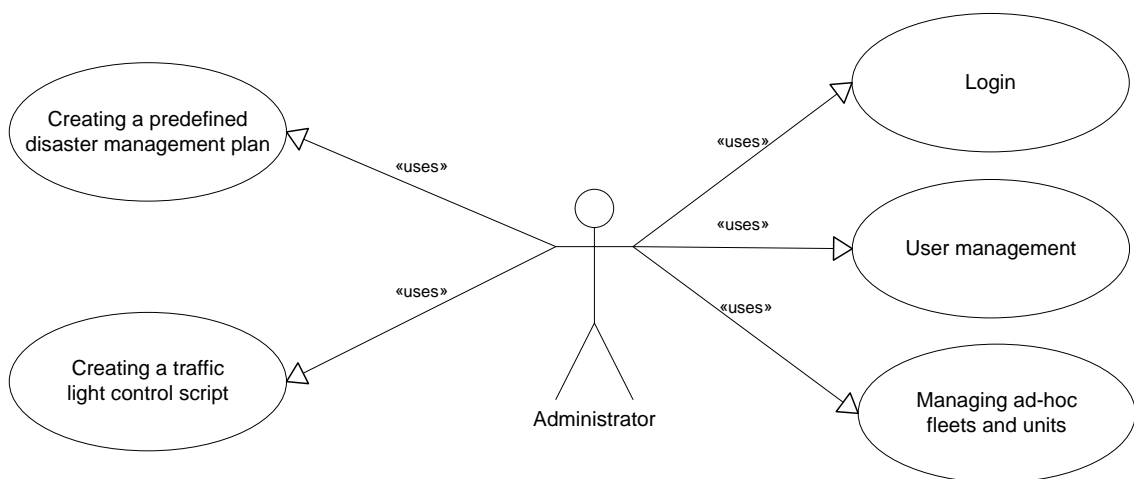 Creating a predefined
disaster management plan
«uses»
Login
«uses»
«uses»
User management
«uses»
Creating a traffic
light control script
«uses»
Managing ad-hoc
fleets and units
Administrator